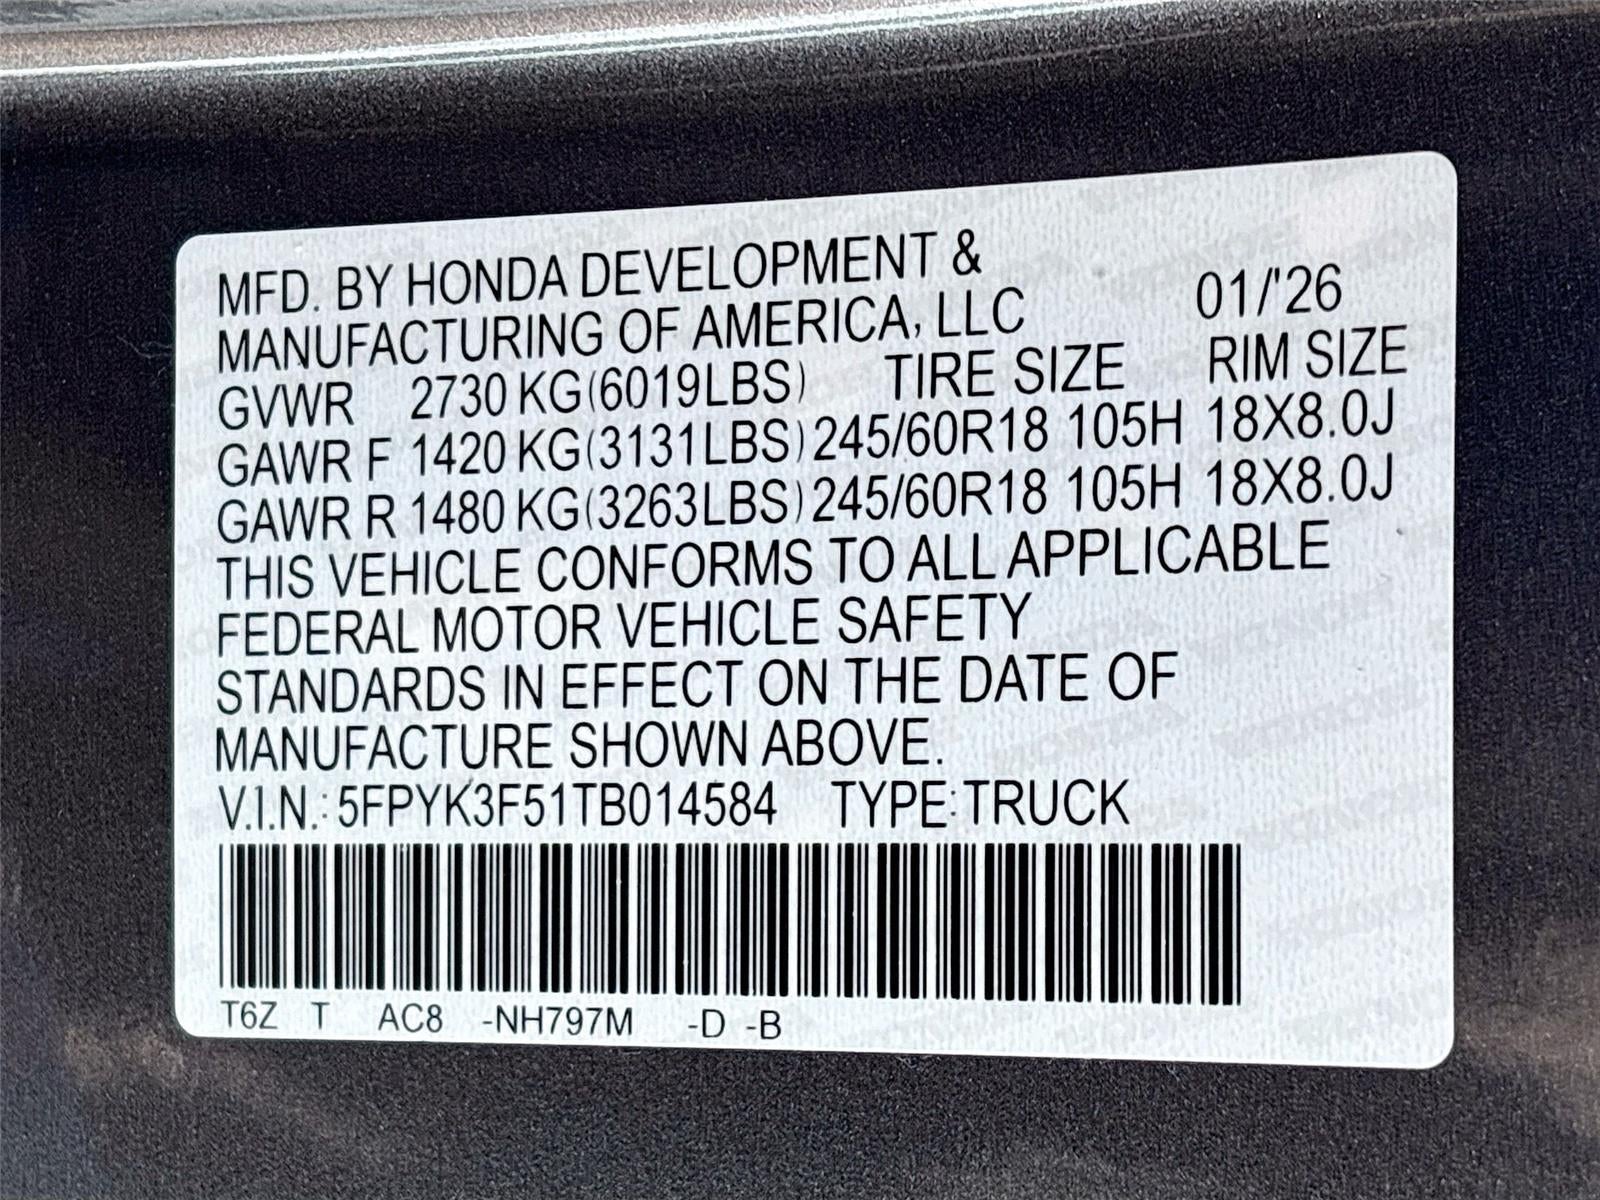 MFD. BY HONDA DEVELOPMENT &
MANUFACTURING OF AMERICA, LLC 01/'26
GVWR 2730 KG(6019LBS) TIRE SIZE RIM SIZE
GAWR F 1420 KG(3131LBS) 245/60R18 105H 18X8.0J
GAWR R 1480 KG(3263LBS) 245/60R18 105H 18X8.0J
THIS VEHICLE CONFORMS TO ALL APPLICABLE
FEDERAL MOTOR VEHICLE SAFETY
STANDARDS IN EFFECT ON THE DATE OF
MANUFACTURE SHOWN ABOVE.
V.I.N.: 5FPYK3F51TB014584 TYPE: TRUCK
T6Z T AC8 -NH797M -D -B